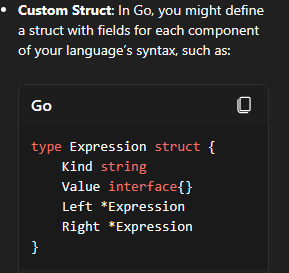 • Custom Struct: In Go, you might define
a struct with fields for each component
of your language's syntax, such as:
Go
type Expression struct {
    Kind string
    Value interface{}
    Left *Expression
    Right *Expression
}